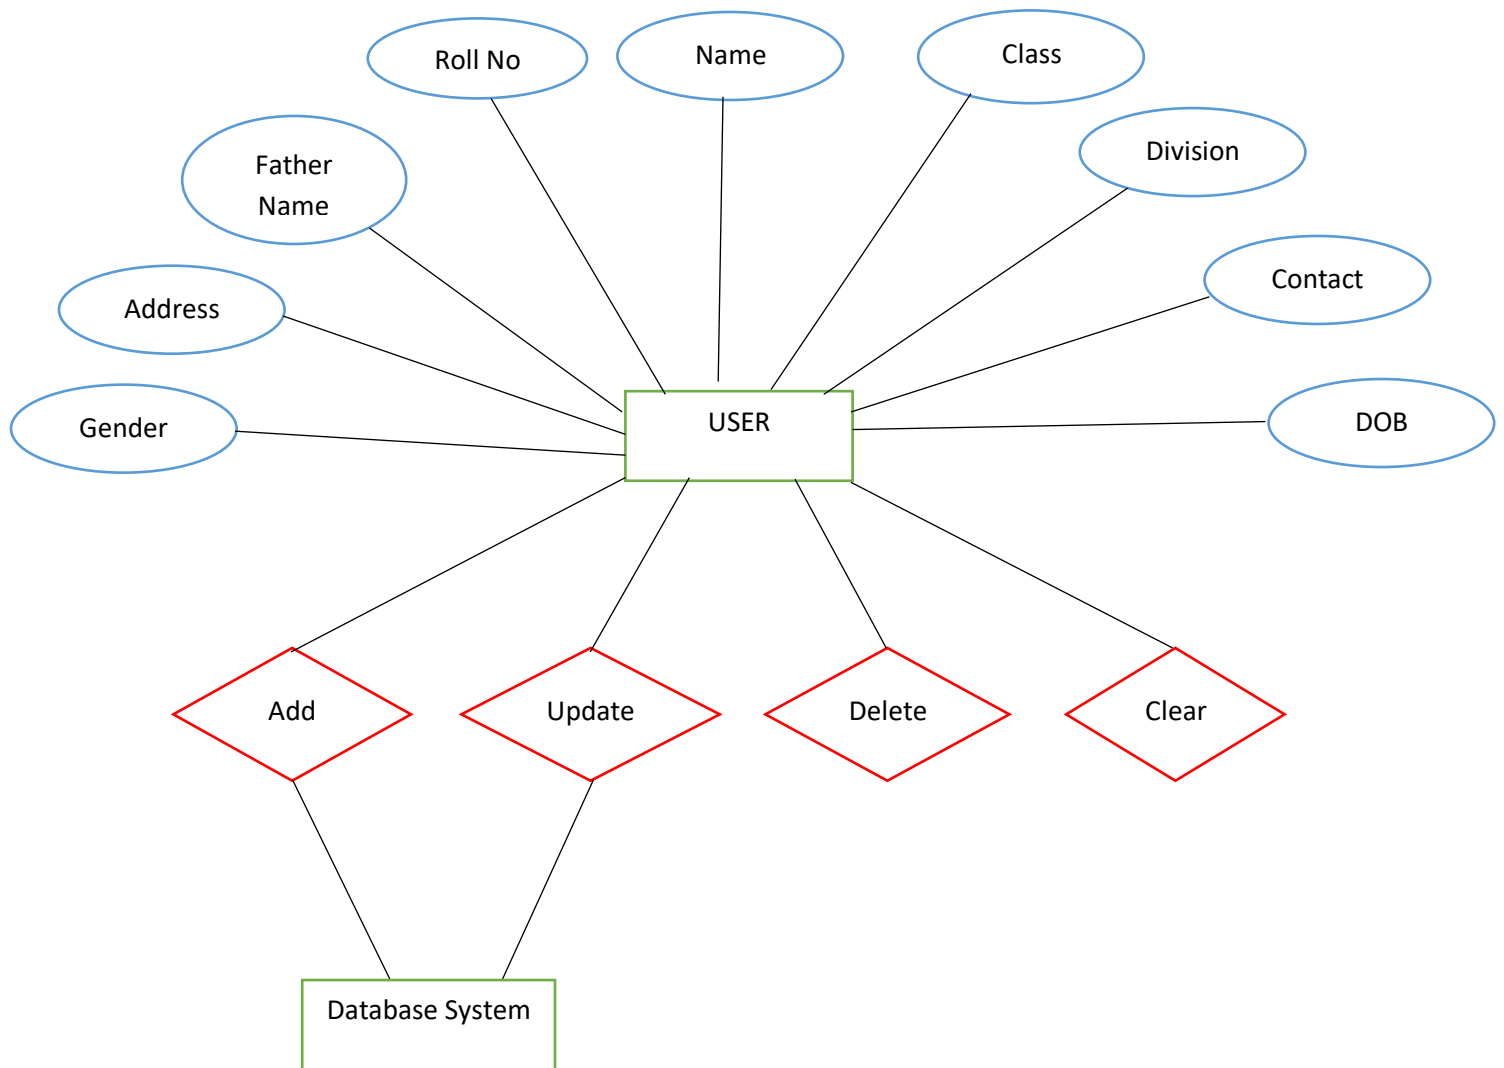 Roll No
Name
Class
Division
Father
Name
Contact
Address
Gender
USER
DOB
Add
Update
Delete
Clear
Database System